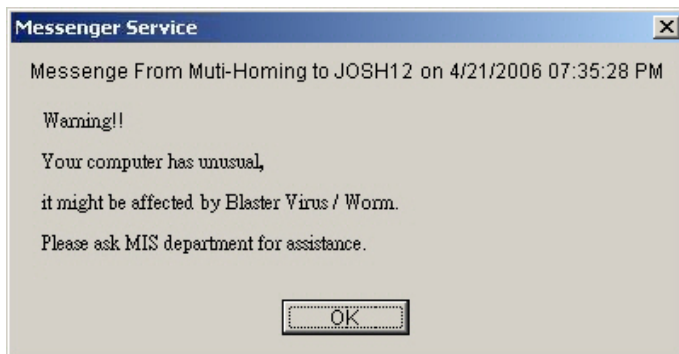 Messenger Service
Messenge From Muti-Homing to JOSH12 on 4/21/2006 07:35:28 PM
Warning!!
Your computer has unusual,
it might be affected by Blaster Virus / Worm.
Please ask MIS department for assistance.
OK